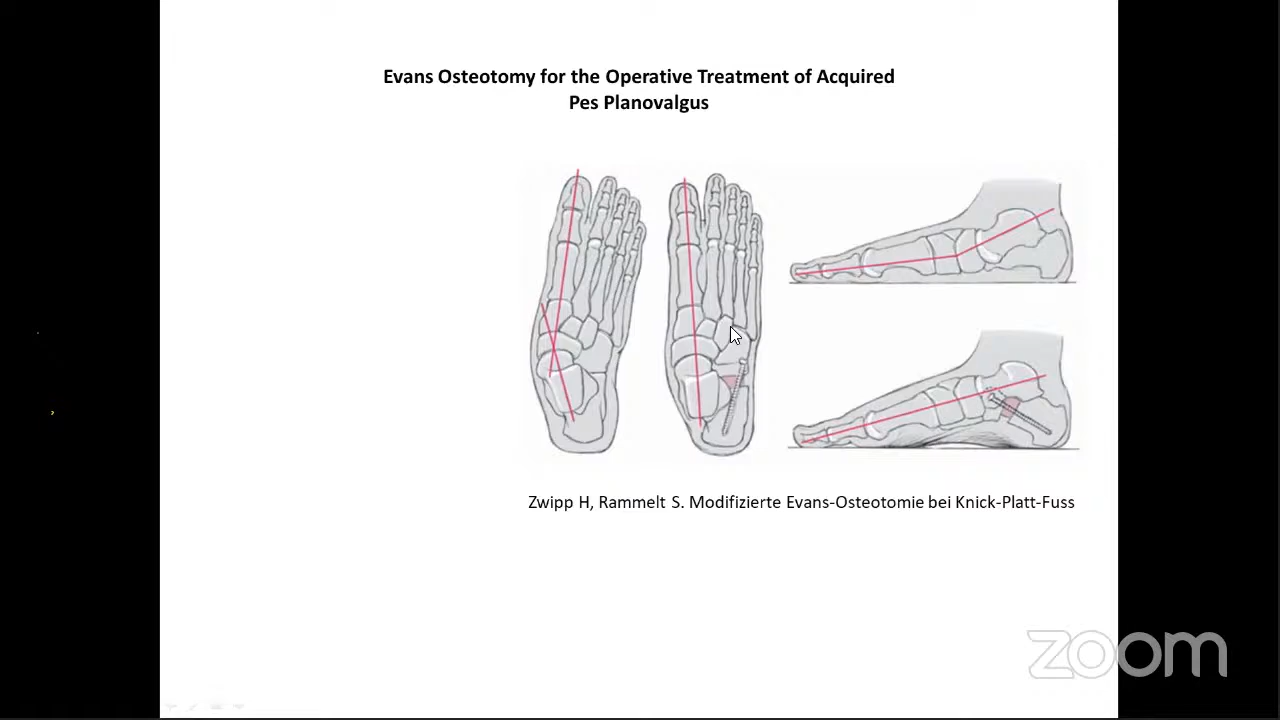 Evans Osteotomy for the Operative Treatment of Acquired
Pes Planovalgus
Zwipp H, Rammelt S. Modifizierte Evans-Osteotomie bei Knick-Platt-Fuss
zoom